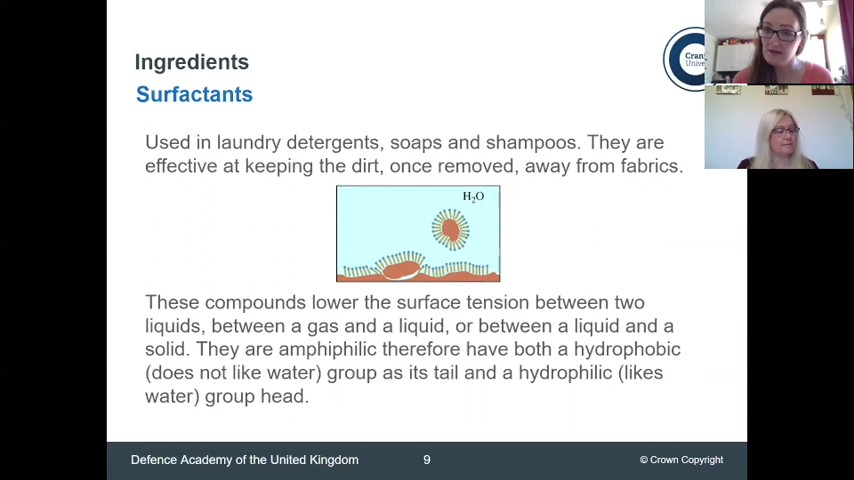 Ingredients
Surfactants
Used in laundry detergents, soaps and shampoos. They are
effective at keeping the dirt, once removed, away from fabrics.
H₂O
These compounds lower the surface tension between two
liquids, between a gas and a liquid, or between a liquid and a
solid. They are amphiphilic therefore have both a hydrophobic
(does not like water) group as its tail and a hydrophilic (likes
water) group head.
Defence Academy of the United Kingdom
9
© Crown Copyright